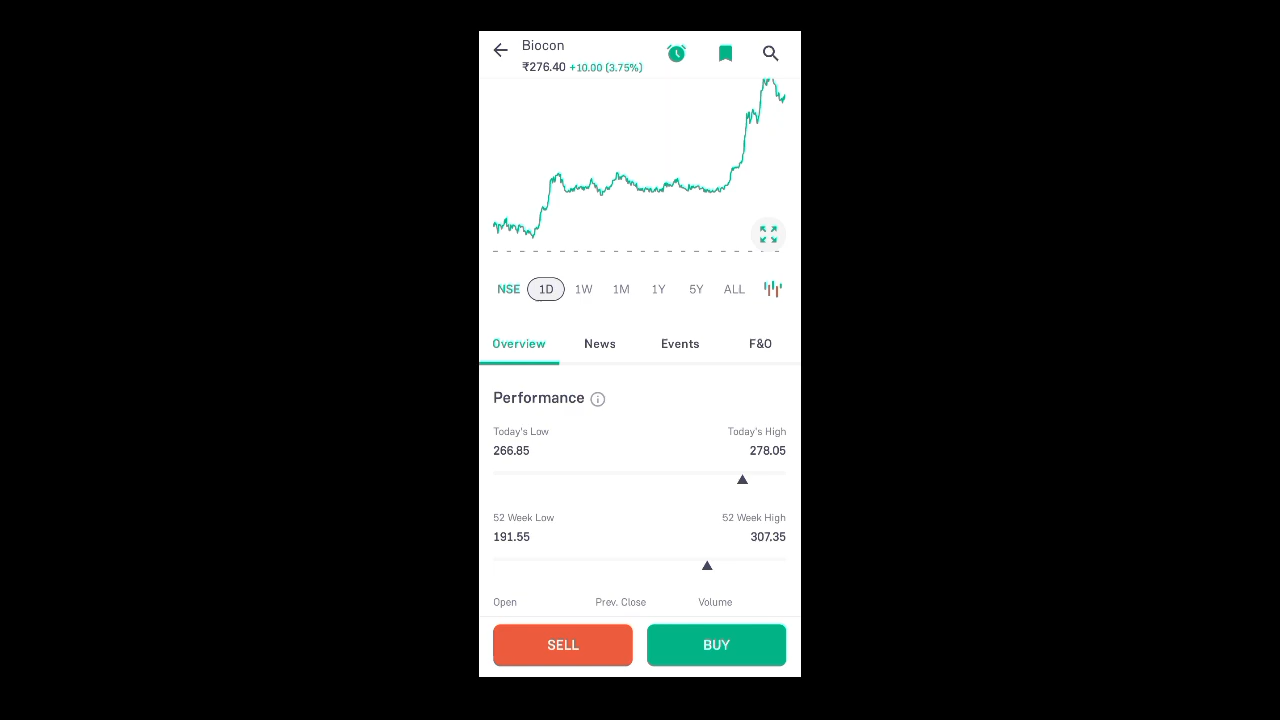 Biocon
₹276.40 +10.00 (3.75%)
NSE 1D 1W 1M 1Y 5Y ALL
Overview News Events F&O
Performance
Today's Low Today's High
266.85 278.05
52 Week Low 52 Week High
191.55 307.35
Open Prev. Close Volume
SELL BUY